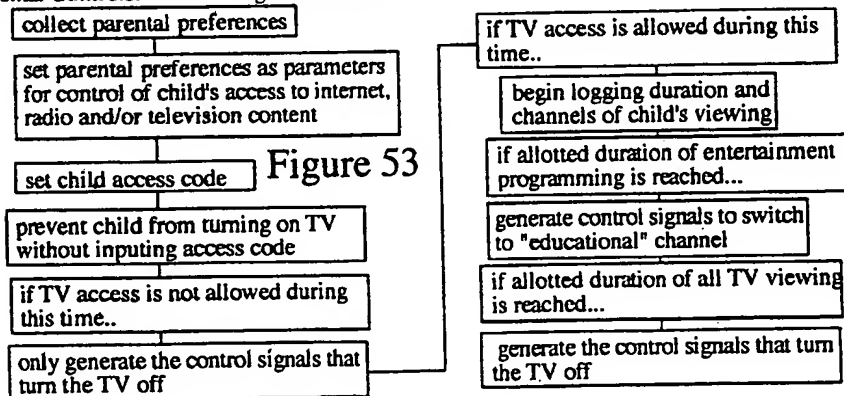 collect parental preferences
set parental preferences as parameters
for control of child's access to internet,
radio and/or television content
set child access code
Figure 53
prevent child from turning on TV
without inputing access code
if TV access is not allowed during
this time..
only generate the control signals that
turn the TV off
if TV access is allowed during this
time..
begin logging duration and
channels of child's viewing
if allotted duration of entertainment
programming is reached...
generate control signals to switch
to "educational" channel
if allotted duration of all TV viewing
is reached...
generate the control signals that turn
the TV off